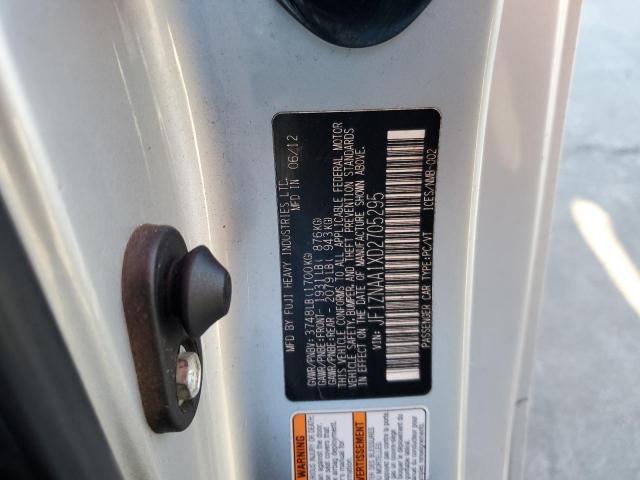 MFD BY FUJI HEAVY INDUSTRIES LTD.
MFD IN 06/12
GVWR/PNBV: 3748LB(1700KG)
GAWR/PNBE:FRONT- 1931LB( 876KG)
GAWR/PNBE:REAR - 2079LB( 943KG)
THIS VEHICLE CONFORMS TO ALL APPLICABLE FEDERAL MOTOR
VEHICLE SAFETY, BUMPER, AND THEFT PREVENTION STANDARDS
IN EFFECT ON THE DATE OF MANUFACTURE SHOWN ABOVE.
VIN: JF1ZNAA1XD2705295
PASSENGER CAR TYPE:PC/VT ICES/NMB-002
AVERTISSEMENT